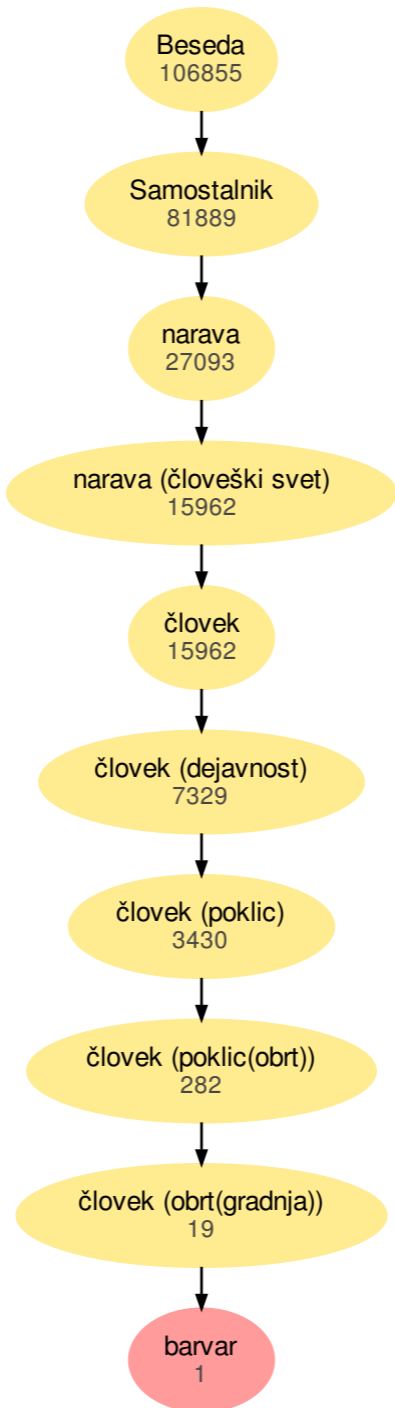 Beseda
106855
Samostalnik
81889
narava
27093
narava (človeški svet)
15962
človek
15962
človek (dejavnost)
7329
človek (poklic)
3430
človek (poklic(obrt))
282
človek (obrt(gradnja))
19
barvar
1